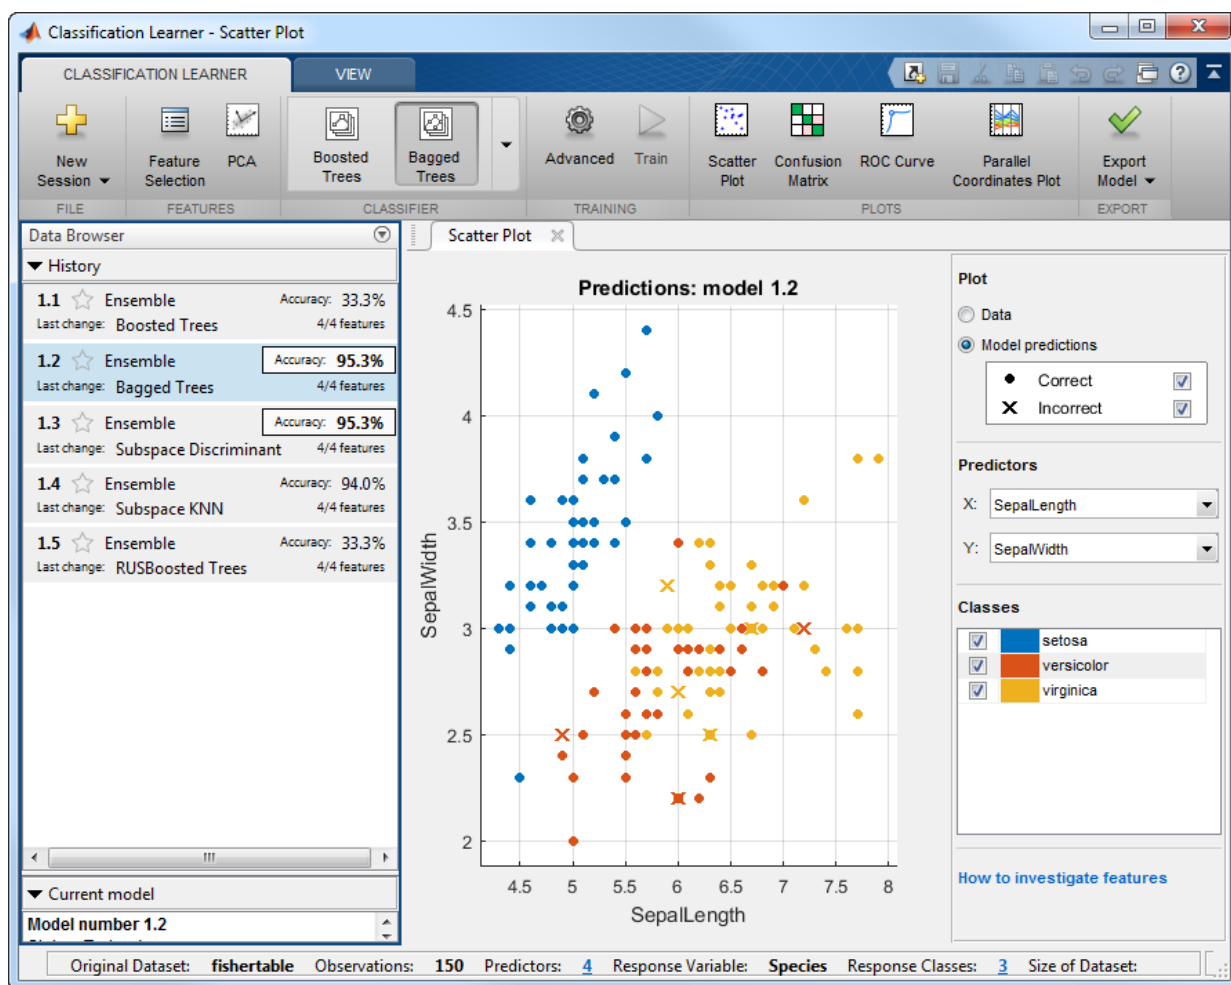 Classification Learner - Scatter Plot
CLASSIFICATION LEARNER
VIEW
New Session
Feature Selection
PCA
Boosted Trees
Bagged Trees
Advanced
Train
Scatter Plot
Confusion Matrix
ROC Curve
Parallel Coordinates Plot
Export Model
FILE
FEATURES
CLASSIFIER
TRAINING
PLOTS
EXPORT
Data Browser
History
1.1 Ensemble Accuracy: 33.3%
Last change: Boosted Trees 4/4 features
1.2 Ensemble Accuracy: 95.3%
Last change: Bagged Trees 4/4 features
1.3 Ensemble Accuracy: 95.3%
Last change: Subspace Discriminant 4/4 features
1.4 Ensemble Accuracy: 94.0%
Last change: Subspace KNN 4/4 features
1.5 Ensemble Accuracy: 33.3%
Last change: RUSBoosted Trees 4/4 features
Current model
Model number 1.2
Scatter Plot
Predictions: model 1.2
4.5
4
3.5
3
2.5
2
SepalWidth
4.5 5 5.5 6 6.5 7 7.5 8
SepalLength
Plot
Data
Model predictions
Correct
Incorrect
Predictors
X: SepalLength
Y: SepalWidth
Classes
setosa
versicolor
virginica
How to investigate features
Original Dataset: fishertable Observations: 150 Predictors: 4 Response Variable: Species Response Classes: 3 Size of Dataset: